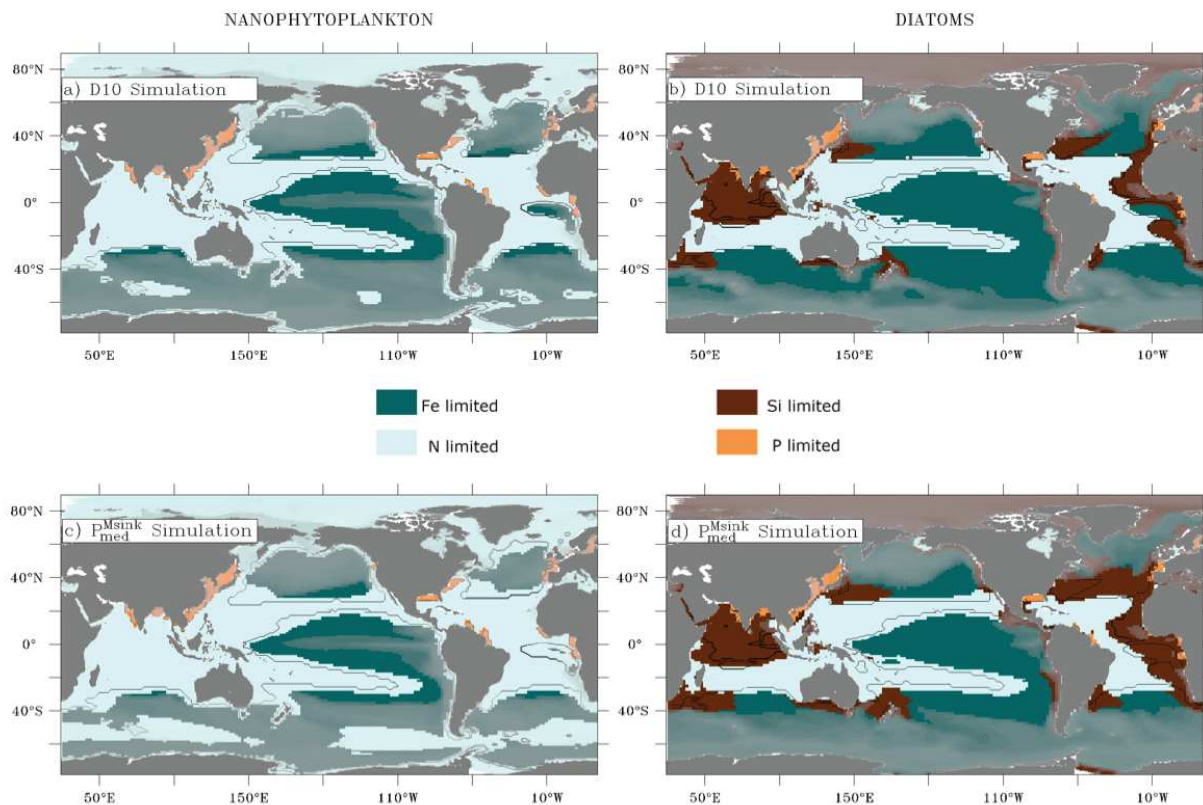 NANOPHYTOPLANKTON DIATOMS
80°N 40°N 0° 40°S
a) D10 Simulation
50°E 150°E 110°W 10°W
80°N 40°N 0° 40°S
b) D10 Simulation
50°E 150°E 110°W 10°W
Fe limited Si limited
N limited P limited
80°N 40°N 0° 40°S
c) P_med^Msink Simulation
50°E 150°E 110°W 10°W
80°N 40°N 0° 40°S
d) P_med^Msink Simulation
50°E 150°E 110°W 10°W